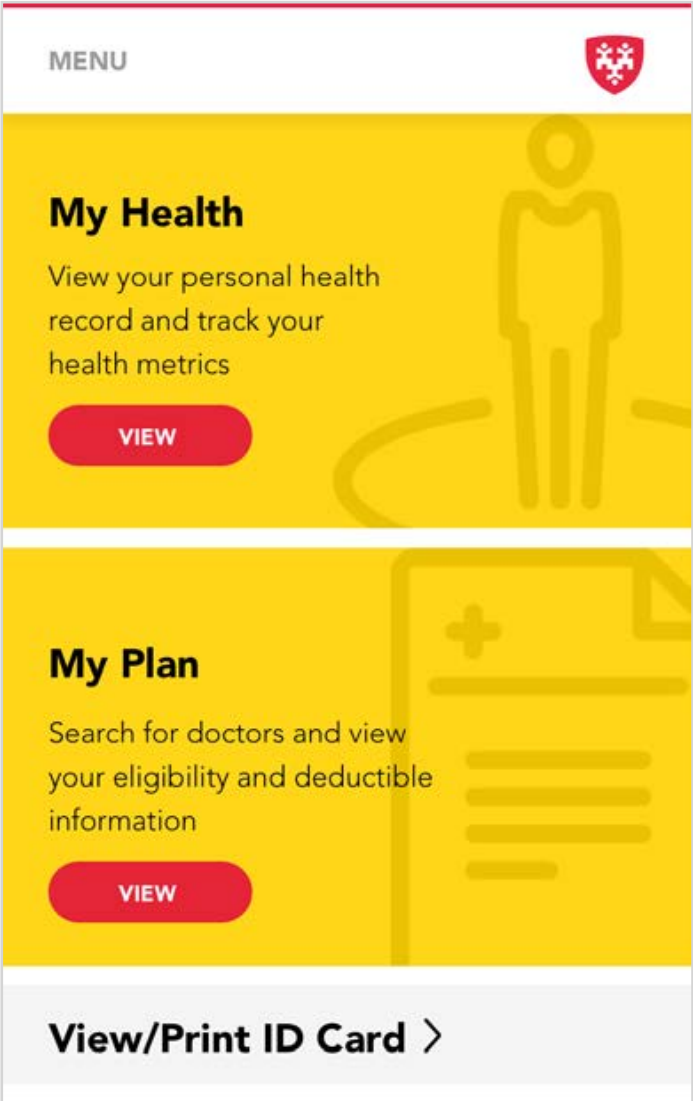 MENU
My Health
View your personal health
record and track your
health metrics
VIEW
My Plan
Search for doctors and view
your eligibility and deductible
information
VIEW
View/Print ID Card >